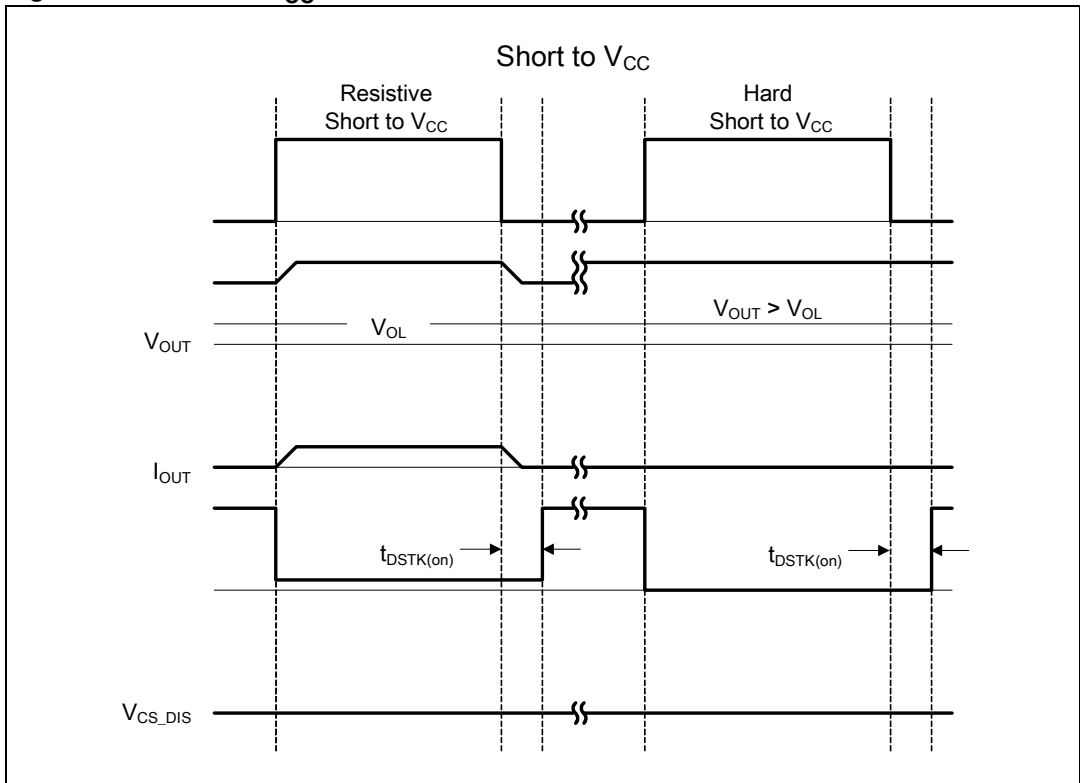 Short to VCC
Resistive
Short to VCC
Hard
Short to VCC
VOL
VOUT > VOL
VOUT
IOUT
tDSTK(on)
tDSTK(on)
VCS_DIS